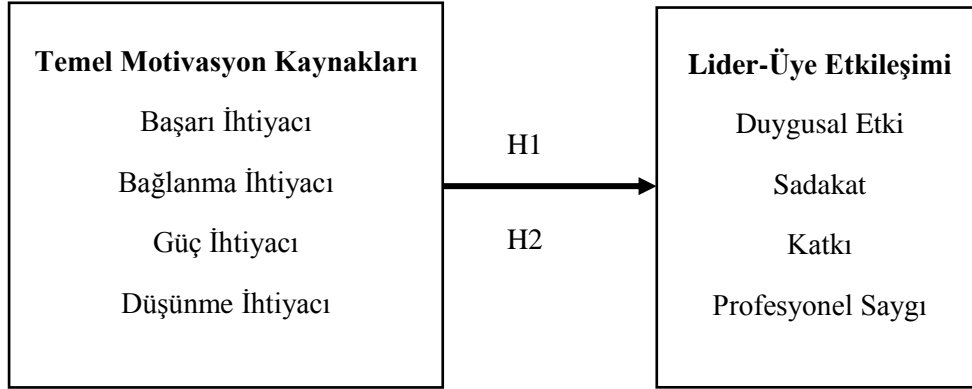 Temel Motivasyon Kaynakları
Başarı İhtiyacı
Bağlanma İhtiyacı
Güç İhtiyacı
Düşünme İhtiyacı
H1
H2
Lider-Üye Etkileşimi
Duygusal Etki
Sadakat
Katkı
Profesyonel Saygı